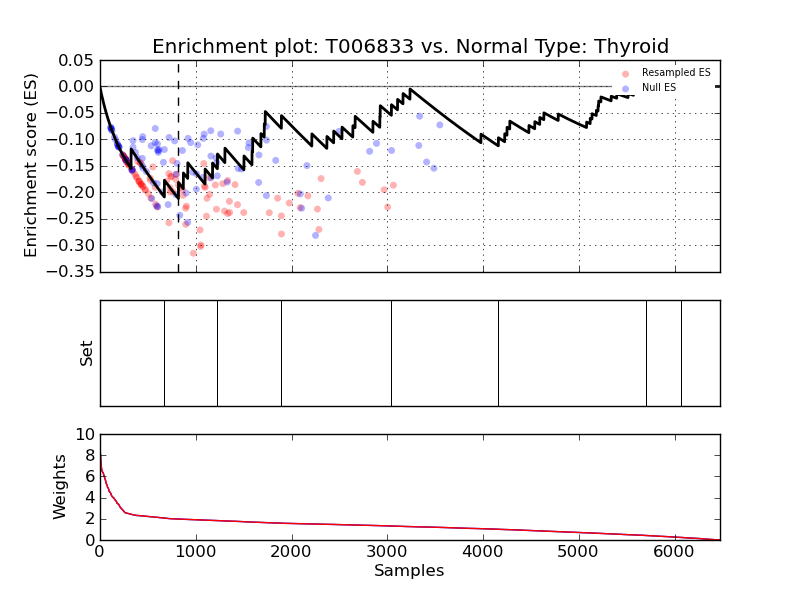 Enrichment plot: T006833 vs. Normal Type: Thyroid
Enrichment score (ES)
0.05
0.00
−0.05
−0.10
−0.15
−0.20
−0.25
−0.30
−0.35
Resampled ES
Null ES
Set
Weights
10
8
6
4
2
0
0 1000 2000 3000 4000 5000 6000
Samples